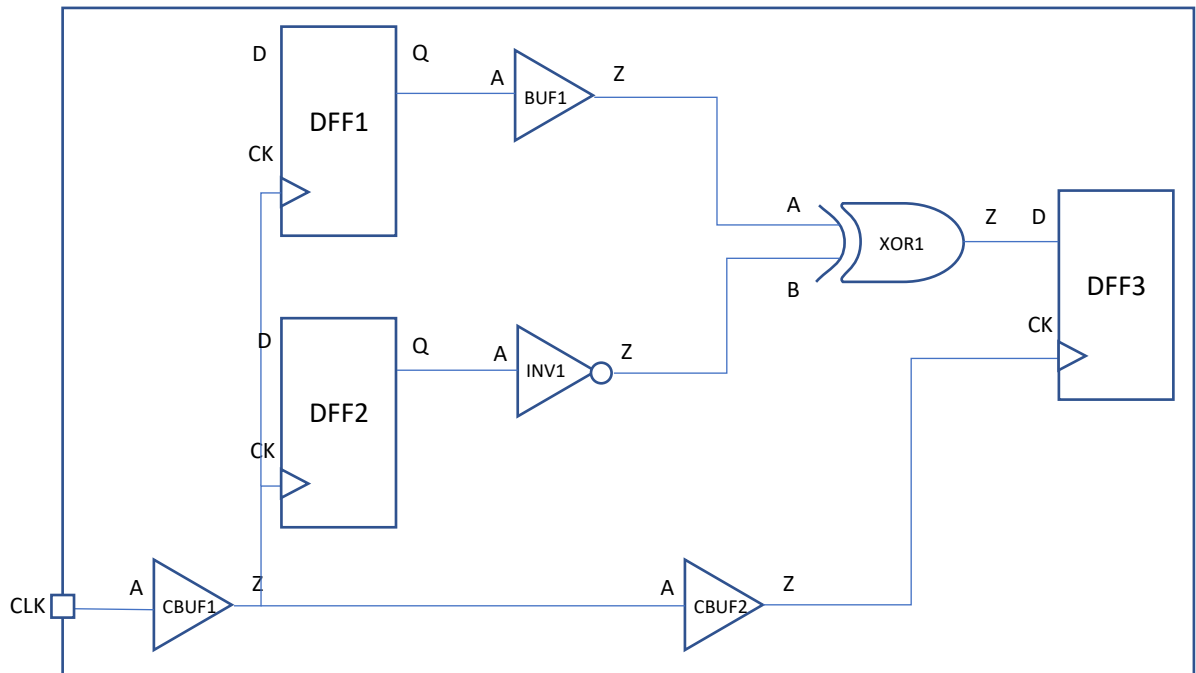 D
Q
A
Z
BUF1
DFF1
CK
A
Z
D
XOR1
B
DFF3
CK
D
Q
A
Z
INV1
DFF2
CK
A
Z
A
Z
CLK
CBUF1
CBUF2